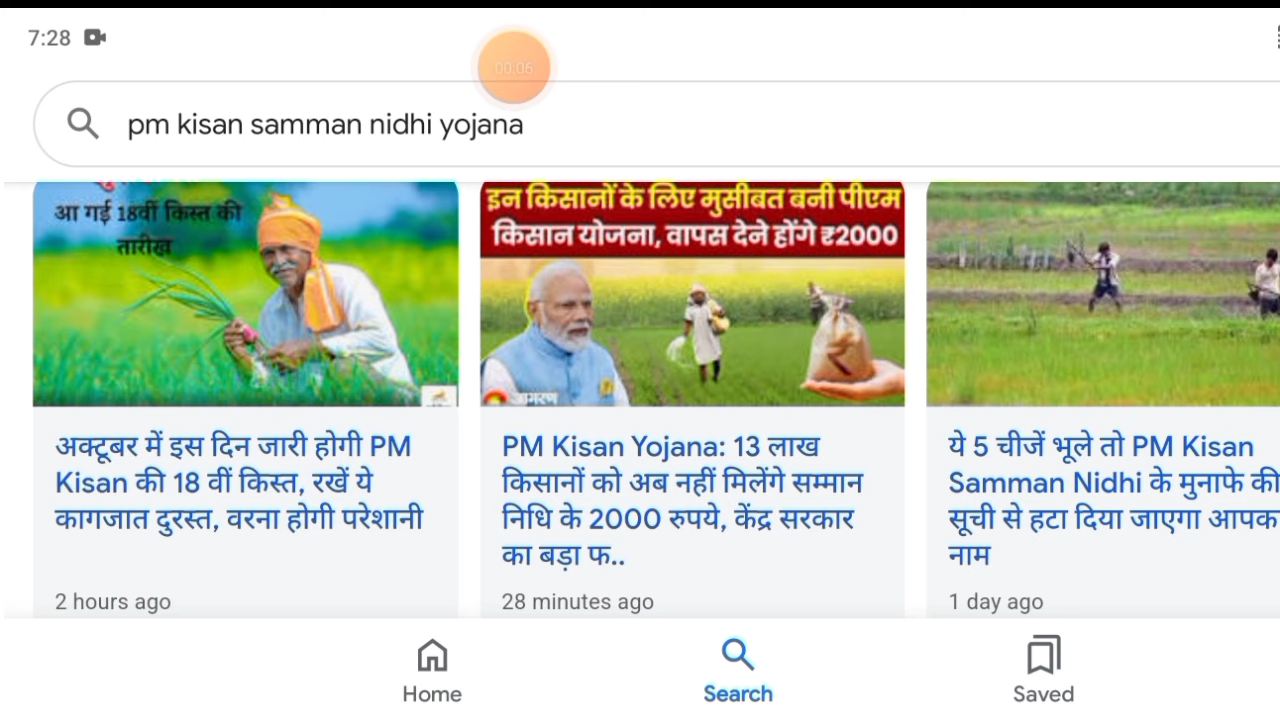 7:28
00:06
pm kisan samman nidhi yojana
आ गई 18वीं किस्त की
तारीख
इन किसानों के लिए मुसीबत बनी पीएम
किसान योजना, वापस देने होंगे ₹2000
जागरण
अक्टूबर में इस दिन जारी होगी PM
Kisan की 18 वीं किस्त, रखें ये
कागजात दुरस्त, वरना होगी परेशानी
2 hours ago
PM Kisan Yojana: 13 लाख
किसानों को अब नहीं मिलेंगे सम्मान
निधि के 2000 रुपये, केंद्र सरकार
का बड़ा फ..
28 minutes ago
ये 5 चीजें भूले तो PM Kisan
Samman Nidhi के मुनाफे की
सूची से हटा दिया जाएगा आपक
नाम
1 day ago
Home
Search
Saved